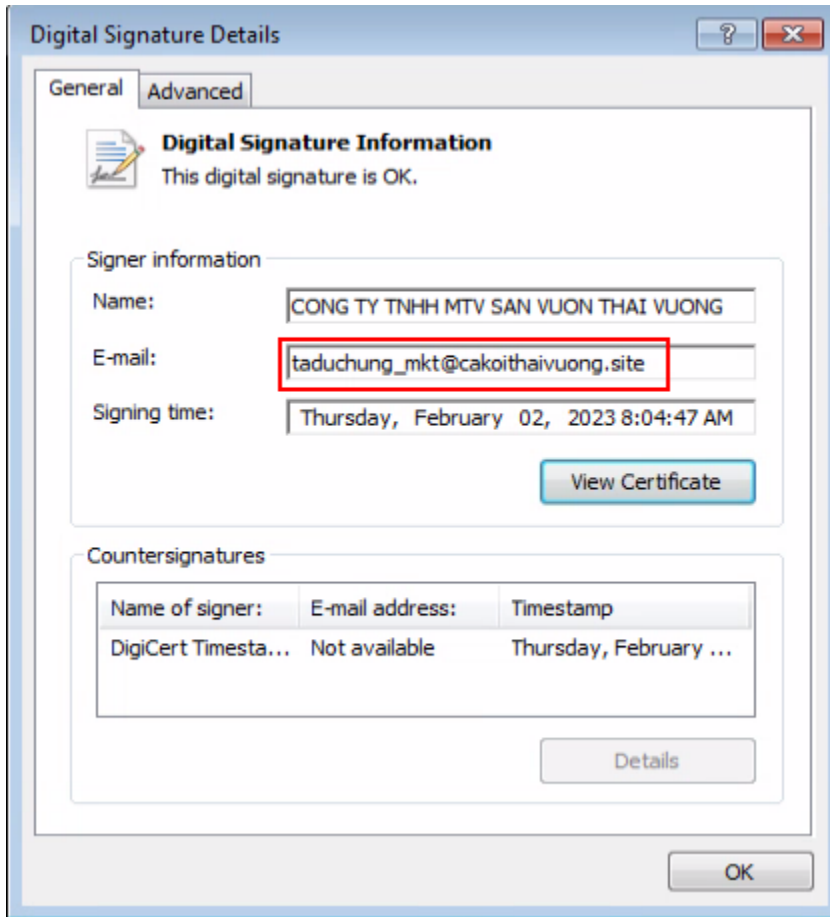 Digital Signature Details
General Advanced
Digital Signature Information
This digital signature is OK.
Signer information
Name: CONG TY TNHH MTV SAN VUON THAI VUONG
E-mail: taduchung_mkt@cakoithaivuong.site
Signing time: Thursday, February 02, 2023 8:04:47 AM
View Certificate
Countersignatures
Name of signer: E-mail address: Timestamp
DigiCert Timesta... Not available Thursday, February ...
Details
OK